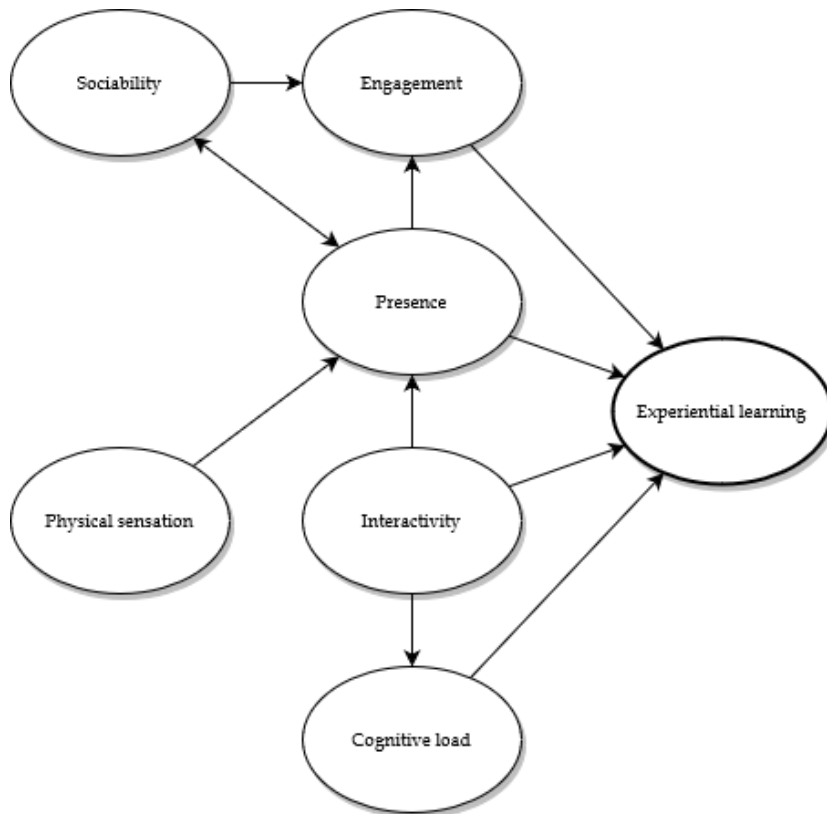 Sociability
Engagement
Presence
Experiential learning
Physical sensation
Interactivity
Cognitive load